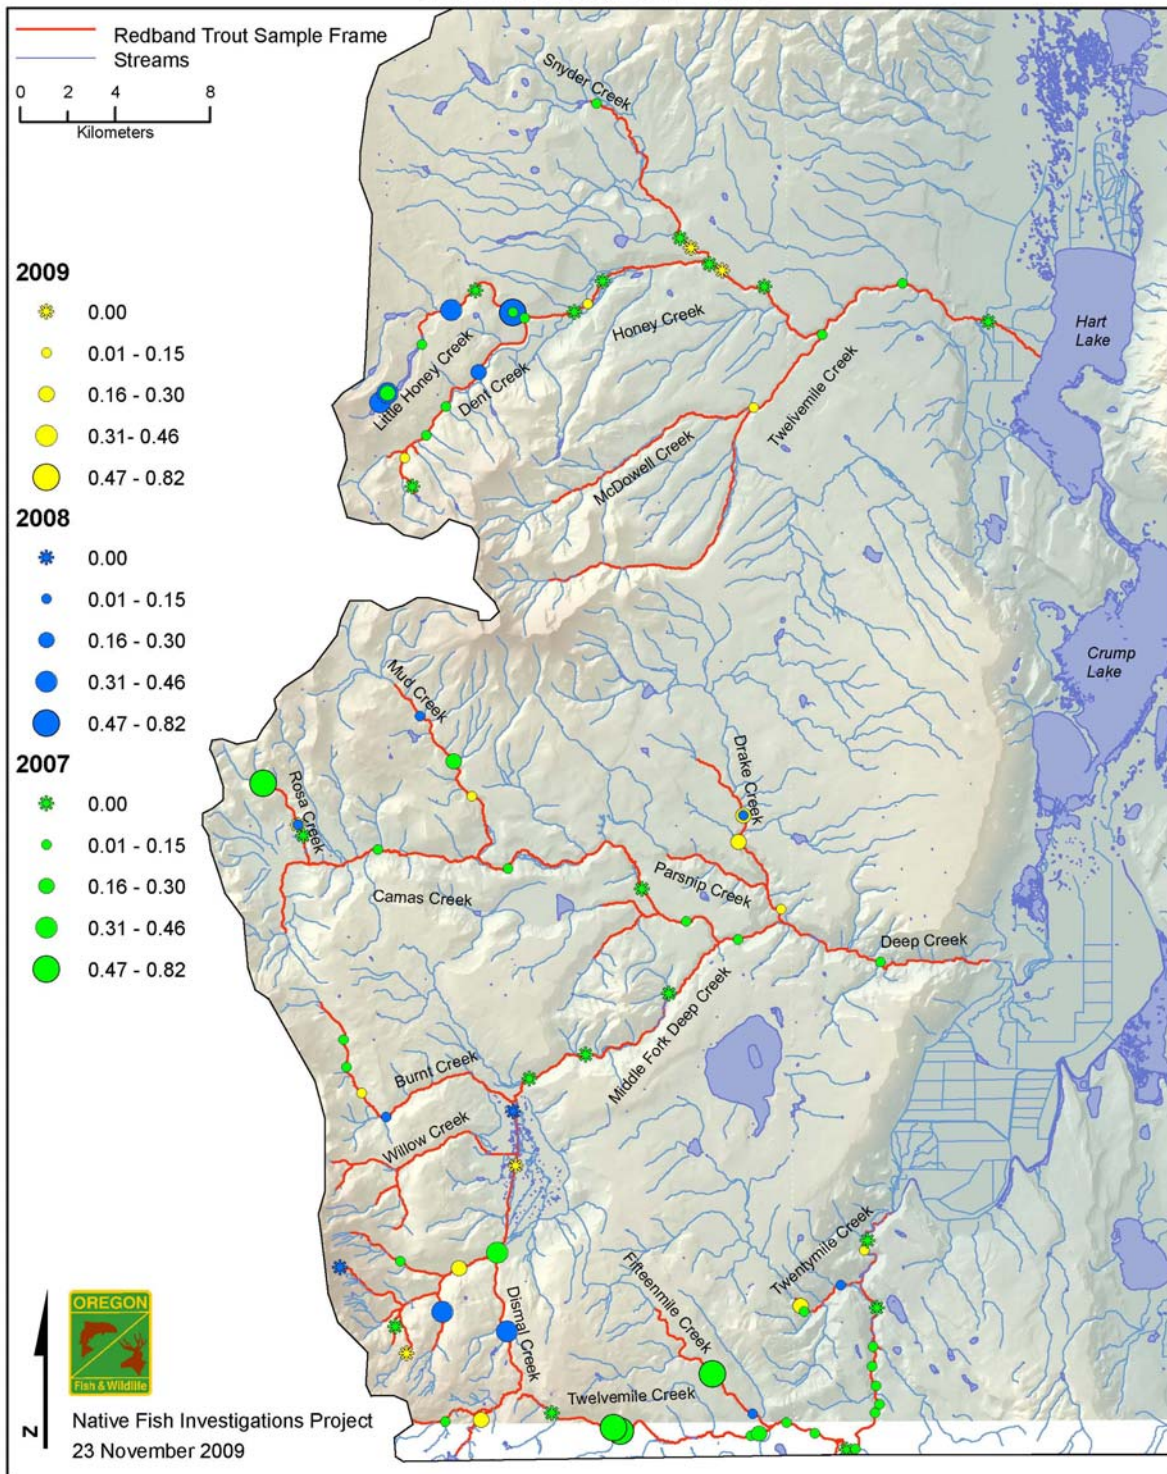 Redband Trout Sample Frame
Streams
0 2 4 8
Kilometers
2009
0.00
0.01 - 0.15
0.16 - 0.30
0.31- 0.46
0.47 - 0.82
2008
0.00
0.01 - 0.15
0.16 - 0.30
0.31 - 0.46
0.47 - 0.82
2007
0.00
0.01 - 0.15
0.16 - 0.30
0.31 - 0.46
0.47 - 0.82
Snyder Creek
Honey Creek
Little Honey Creek
Dent Creek
Twelvemile Creek
McDowell Creek
Hart
Lake
Crump
Lake
Mud Creek
Rosa Creek
Drake Creek
Parsnip Creek
Camas Creek
Deep Creek
Middle Fork Deep Creek
Burnt Creek
Willow Creek
Twentymile Creek
Fifteenmile Creek
Dismal Creek
Twelvemile Creek
OREGON
Fish & Wildlife
N
Native Fish Investigations Project
23 November 2009